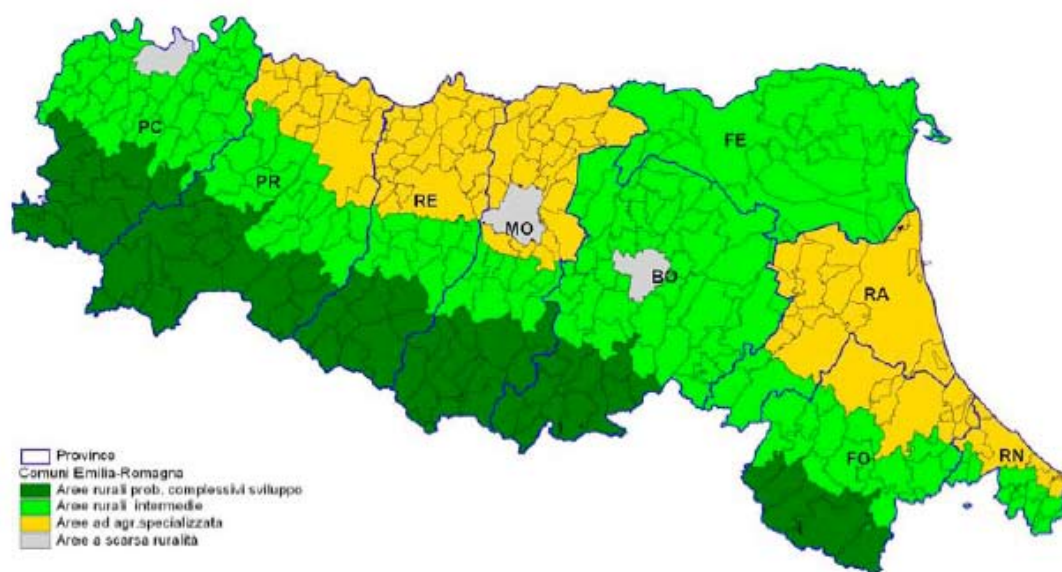 PC
FE
PR
RE
MO
BO
RA
FO
RN
Province
Comuni Emilia-Romagna
Aree rurali prob. complessivi sviluppo
Aree rurali intermedie
Aree ad agr.specializzata
Aree a scarsa ruralità